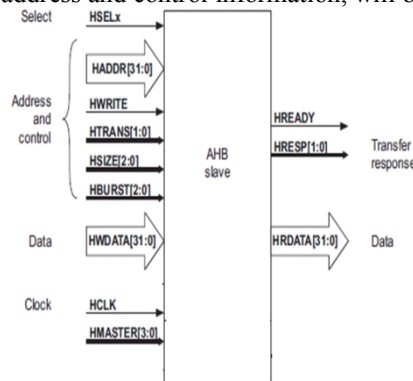 address and control information, will b
Select HSELx
HADDR[31:0]
Address
and
control
HWRITE
HTRANS[1:0]
HSIZE[2:0]
HBURST[2:0]
HREADY
HRESP[1:0]
Transfer
response
AHB
slave
Data HWDATA[31:0]
HRDATA[31:0] Data
Clock HCLK
HMASTER[3:0]